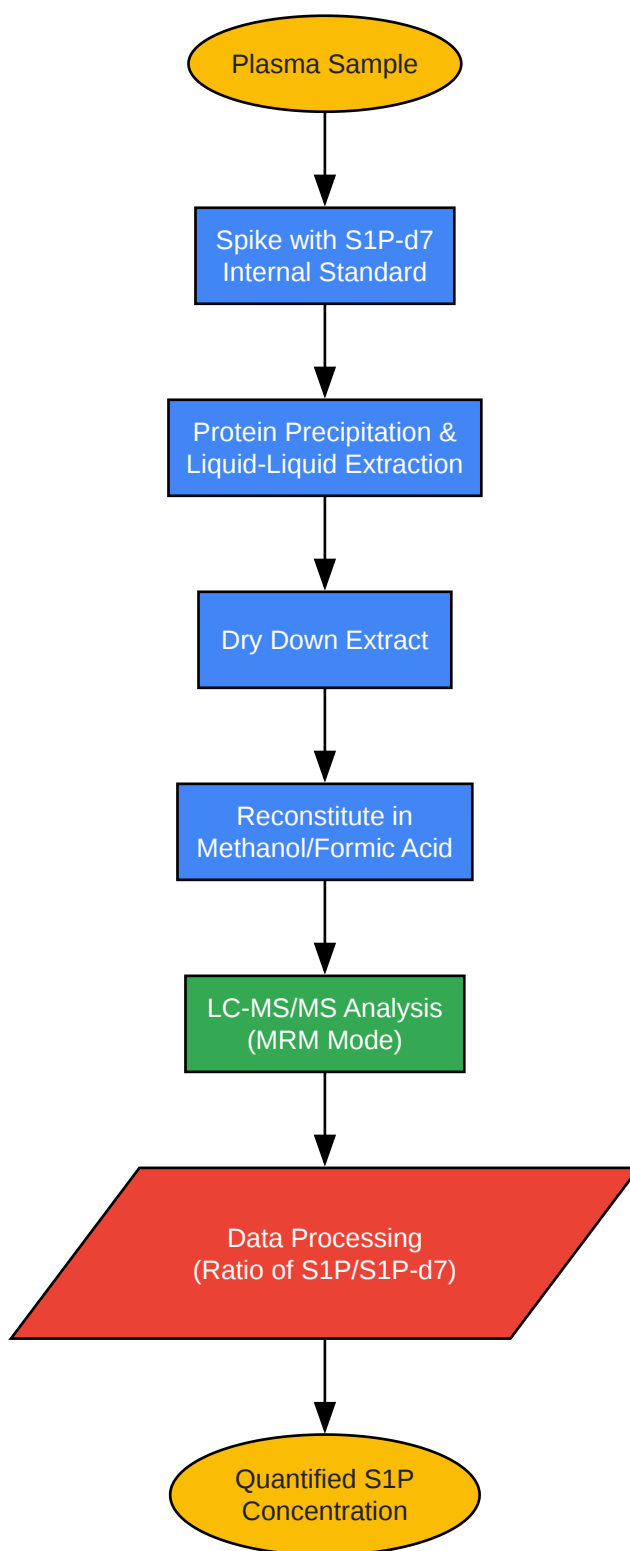 Plasma Sample
Spike with S1P-d7
Internal Standard
Protein Precipitation &
Liquid-Liquid Extraction
Dry Down Extract
Reconstitute in
Methanol/Formic Acid
LC-MS/MS Analysis
(MRM Mode)
Data Processing
(Ratio of S1P/S1P-d7)
Quantified S1P
Concentration